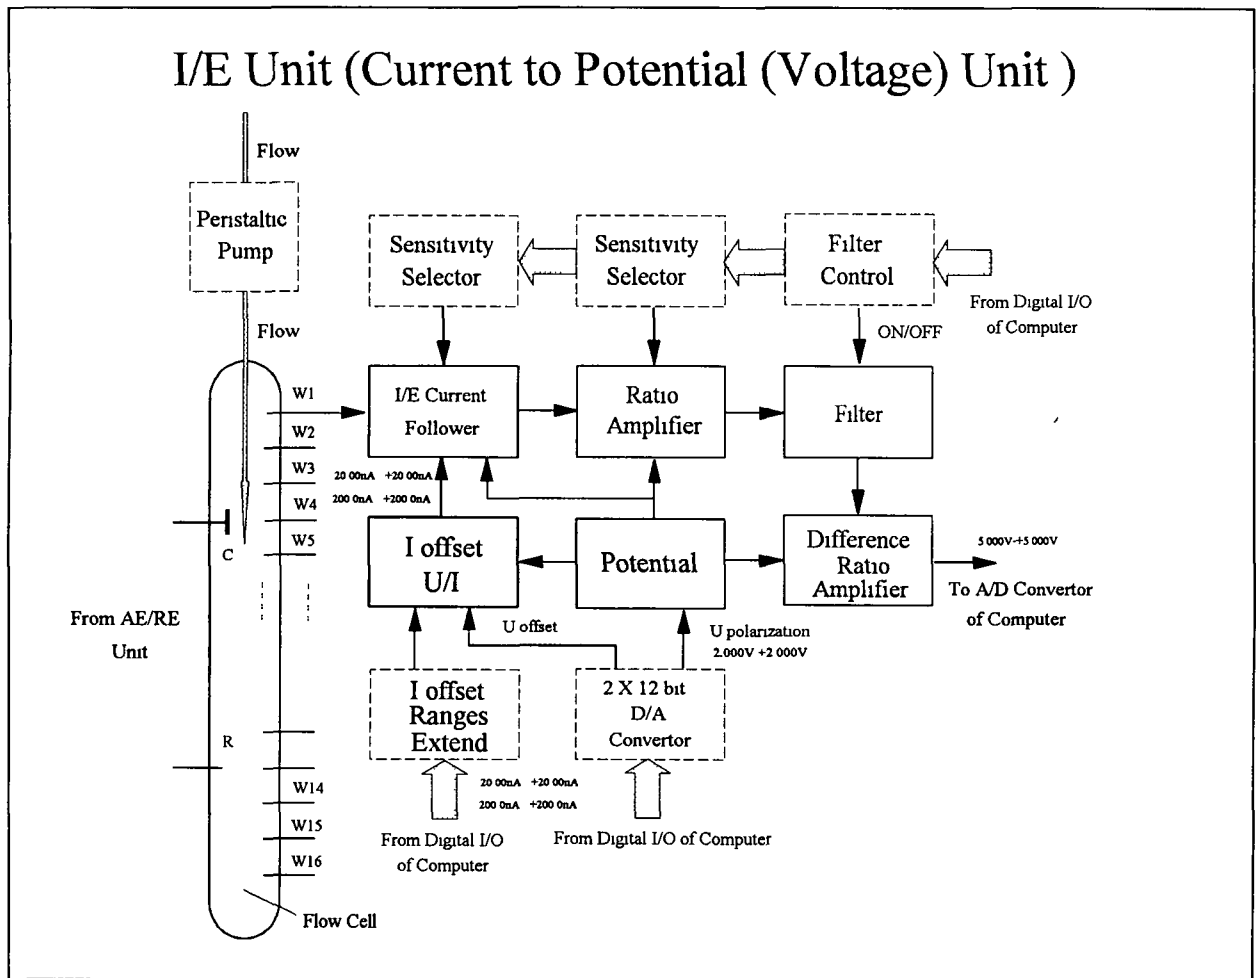 I/E Unit (Current to Potential (Voltage) Unit )
Flow
Peristaltic
Pump
Flow
Sensitivity
Selector
Sensitivity
Selector
Filter
Control
From Digital I/O
of Computer
ON/OFF
W1
W2
W3
W4
W5
I/E Current
Follower
Ratio
Amplifier
Filter
20 00nA +20 00nA
200 0nA +200 0nA
C
From AE/RE
Unit
I offset
U/I
Potential
Difference
Ratio
Amplifier
5 000V-+5 000V
To A/D Convertor
of Computer
U offset
U polarization
2.000V +2 000V
I offset
Ranges
Extend
2 X 12 bit
D/A
Convertor
R
W14
W15
W16
20 00nA +20 00nA
200 0nA +200 0nA
From Digital I/O
of Computer
From Digital I/O of Computer
Flow Cell